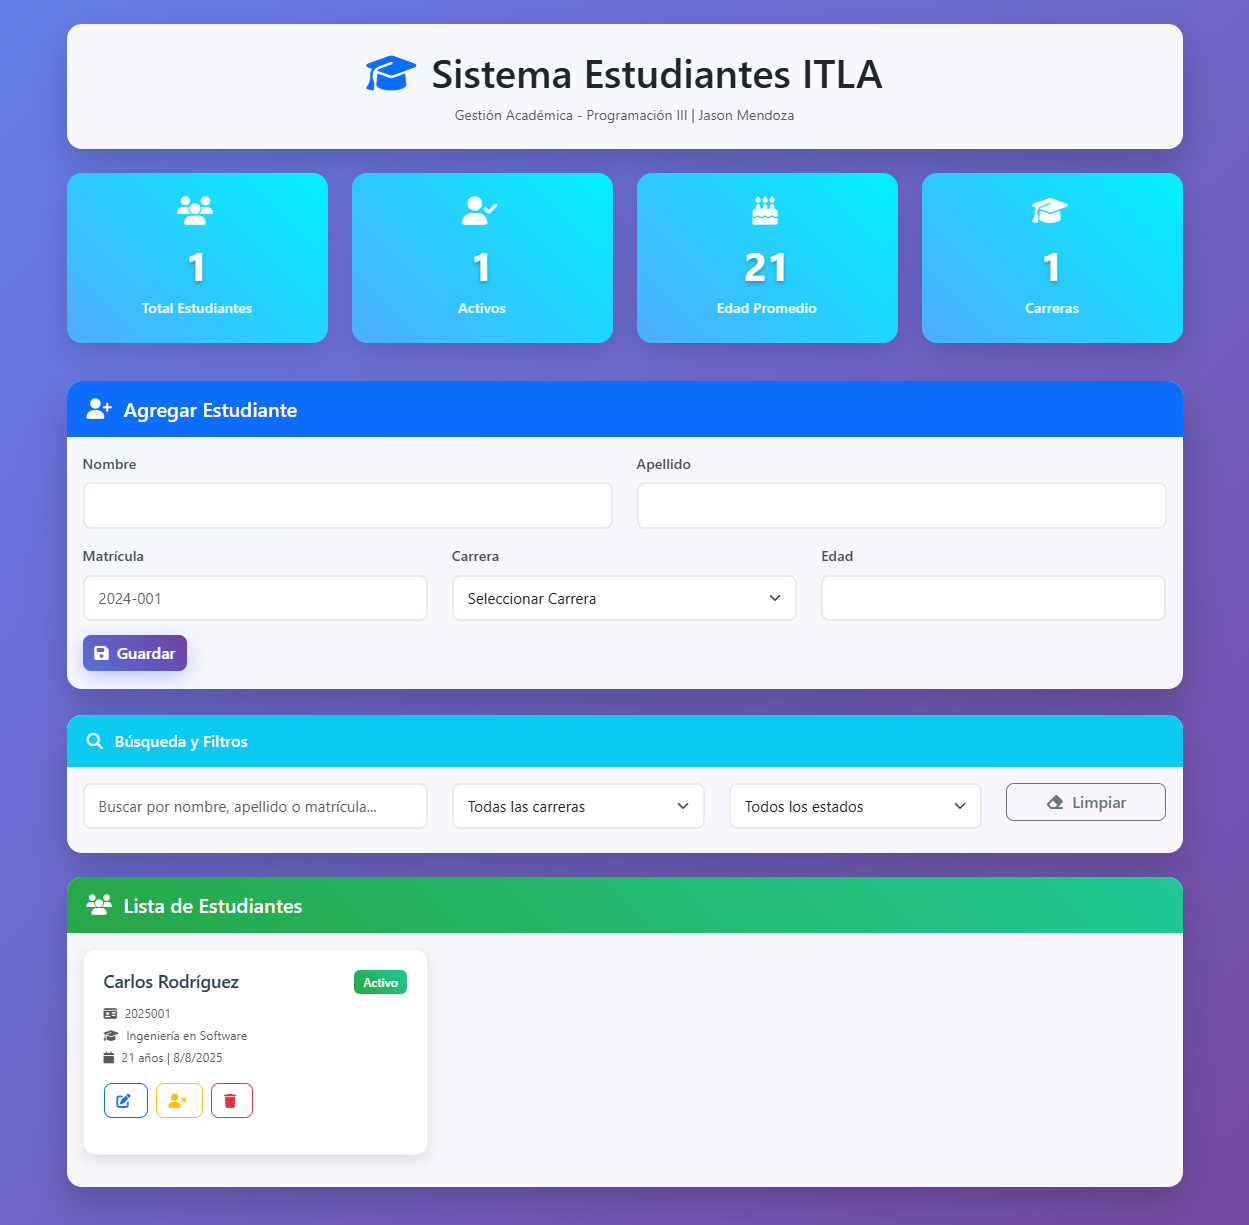 Sistema Estudiantes ITLA
Gestión Académica - Programación III | Jason Mendoza
1
Total Estudiantes
1
Activos
21
Edad Promedio
1
Carreras
Agregar Estudiante
Nombre
Apellido
Matrícula
Carrera
Edad
2024-001
Seleccionar Carrera
Guardar
Búsqueda y Filtros
Buscar por nombre, apellido o matrícula...
Todas las carreras
Todos los estados
Limpiar
Lista de Estudiantes
Carlos Rodríguez
Activo
2025001
Ingeniería en Software
21 años | 8/8/2025